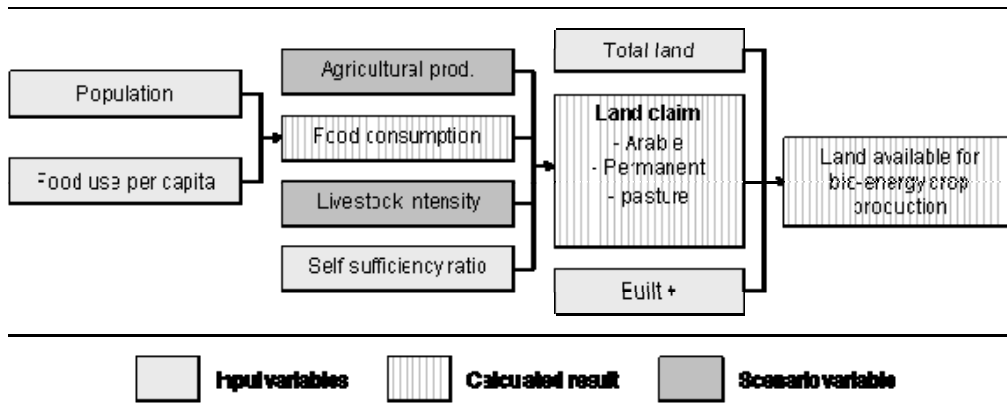 Population
Food use per capita
Agricultural prod.
Food consumption
Livestock intensity
Self sufficiency ratio
Total land
Land claim
- Arable
- Permanent
- pasture
Built +
Land available for
bio-energy crop
production
Input variables
Calculated result
Scenario variable